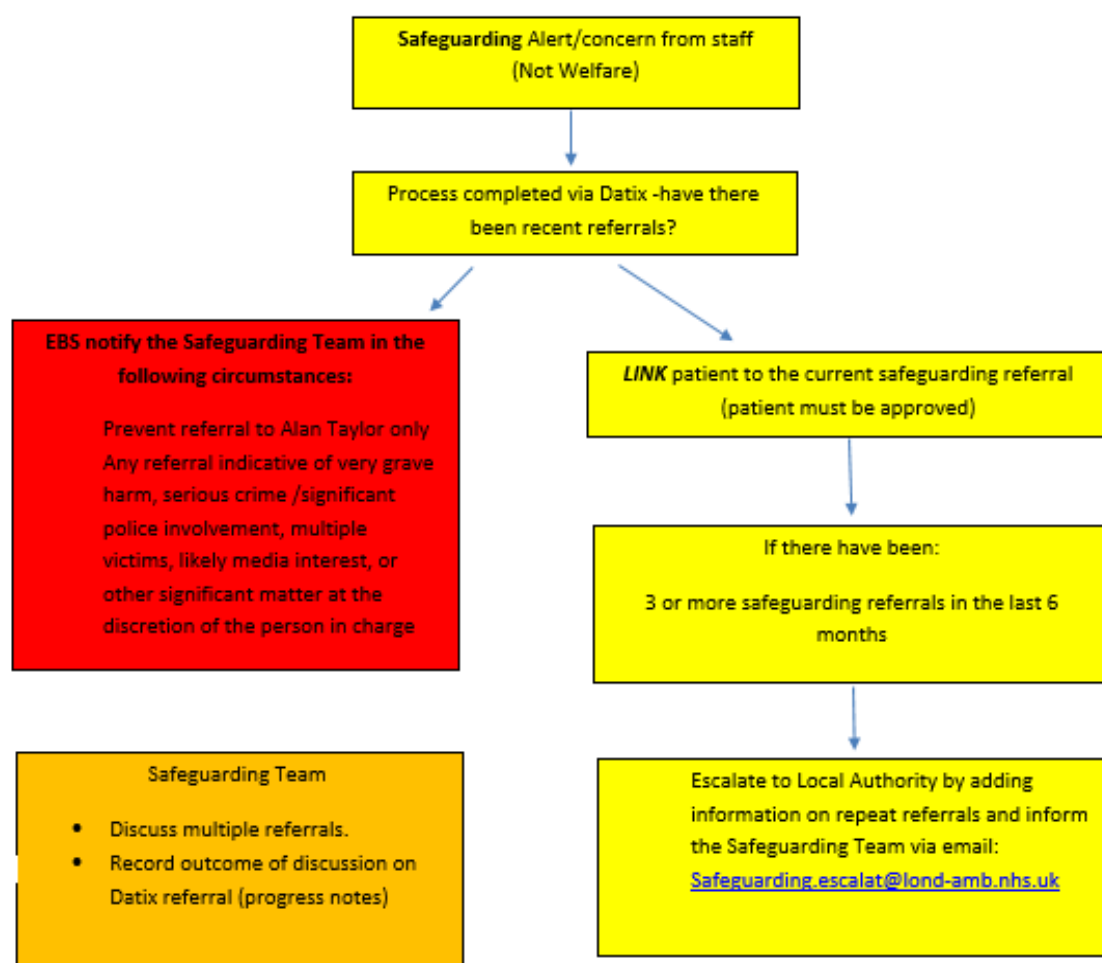 Safeguarding Alert/concern from staff
(Not Welfare)
Process completed via Datix -have there
been recent referrals?
EBS notify the Safeguarding Team in the
following circumstances:
Prevent referral to Alan Taylor only
Any referral indicative of very grave
harm, serious crime /significant
police involvement, multiple
victims, likely media interest, or
other significant matter at the
discretion of the person in charge
LINK patient to the current safeguarding referral
(patient must be approved)
If there have been:
3 or more safeguarding referrals in the last 6
months
Safeguarding Team
• Discuss multiple referrals.
• Record outcome of discussion on
Datix referral (progress notes)
Escalate to Local Authority by adding
information on repeat referrals and inform
the Safeguarding Team via email:
Safeguarding.escalat@lond-amb.nhs.uk